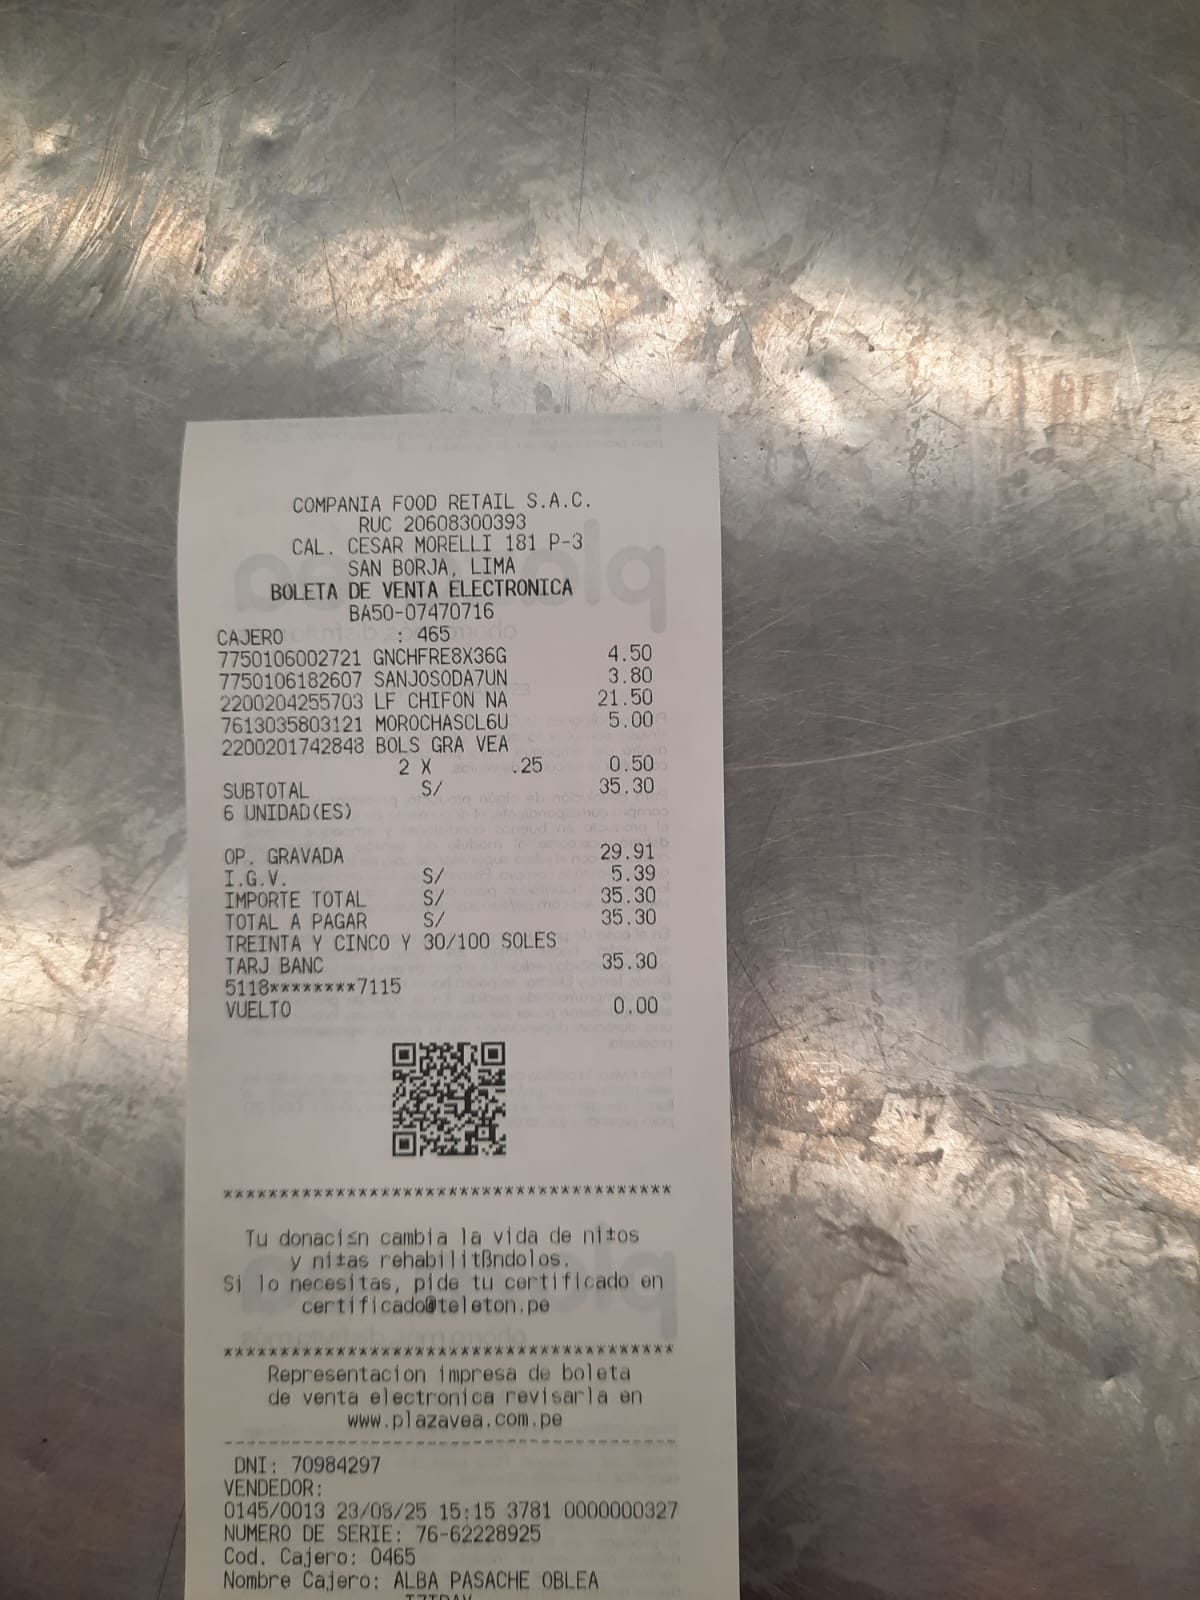 COMPANIA FOOD RETAIL S.A.C.
RUC 20608300393
CAL. CESAR MORELLI 181 P-3
SAN BORJA, LIMA
BOLETA DE VENTA ELECTRONICA
BA50-07470716
CAJERO : 465
7750106002721 GNCHFRE8X36G 4.50
7750106182607 SANJOSODA7UN 3.80
2200204255703 LF CHIFON NA 21.50
7613035803121 MOROCHASCL6U 5.00
2200201742848 BOLS GRA VEA
2 X .25 0.50
SUBTOTAL S/ 35.30
6 UNIDAD(ES)
OP. GRAVADA 29.91
I.G.V. S/ 5.39
IMPORTE TOTAL S/ 35.30
TOTAL A PAGAR S/ 35.30
TREINTA Y CINCO Y 30/100 SOLES
TARJ BANC 35.30
5118********7115
VUELTO 0.00
****************************************
Tu donaci≤n cambia la vida de ni±os
y ni±as rehabilitßndolos.
Si lo necesitas, pide tu certificado en
certificado@teleton.pe
****************************************
Representacion impresa de boleta
de venta electronica revisarla en
www.plazavea.com.pe
----------------------------------------
DNI: 70984297
VENDEDOR:
0145/0013 23/08/25 15:15 3781 0000000327
NUMERO DE SERIE: 76-62228925
Cod. Cajero: 0465
Nombre Cajero: ALBA PASACHE OBLEA